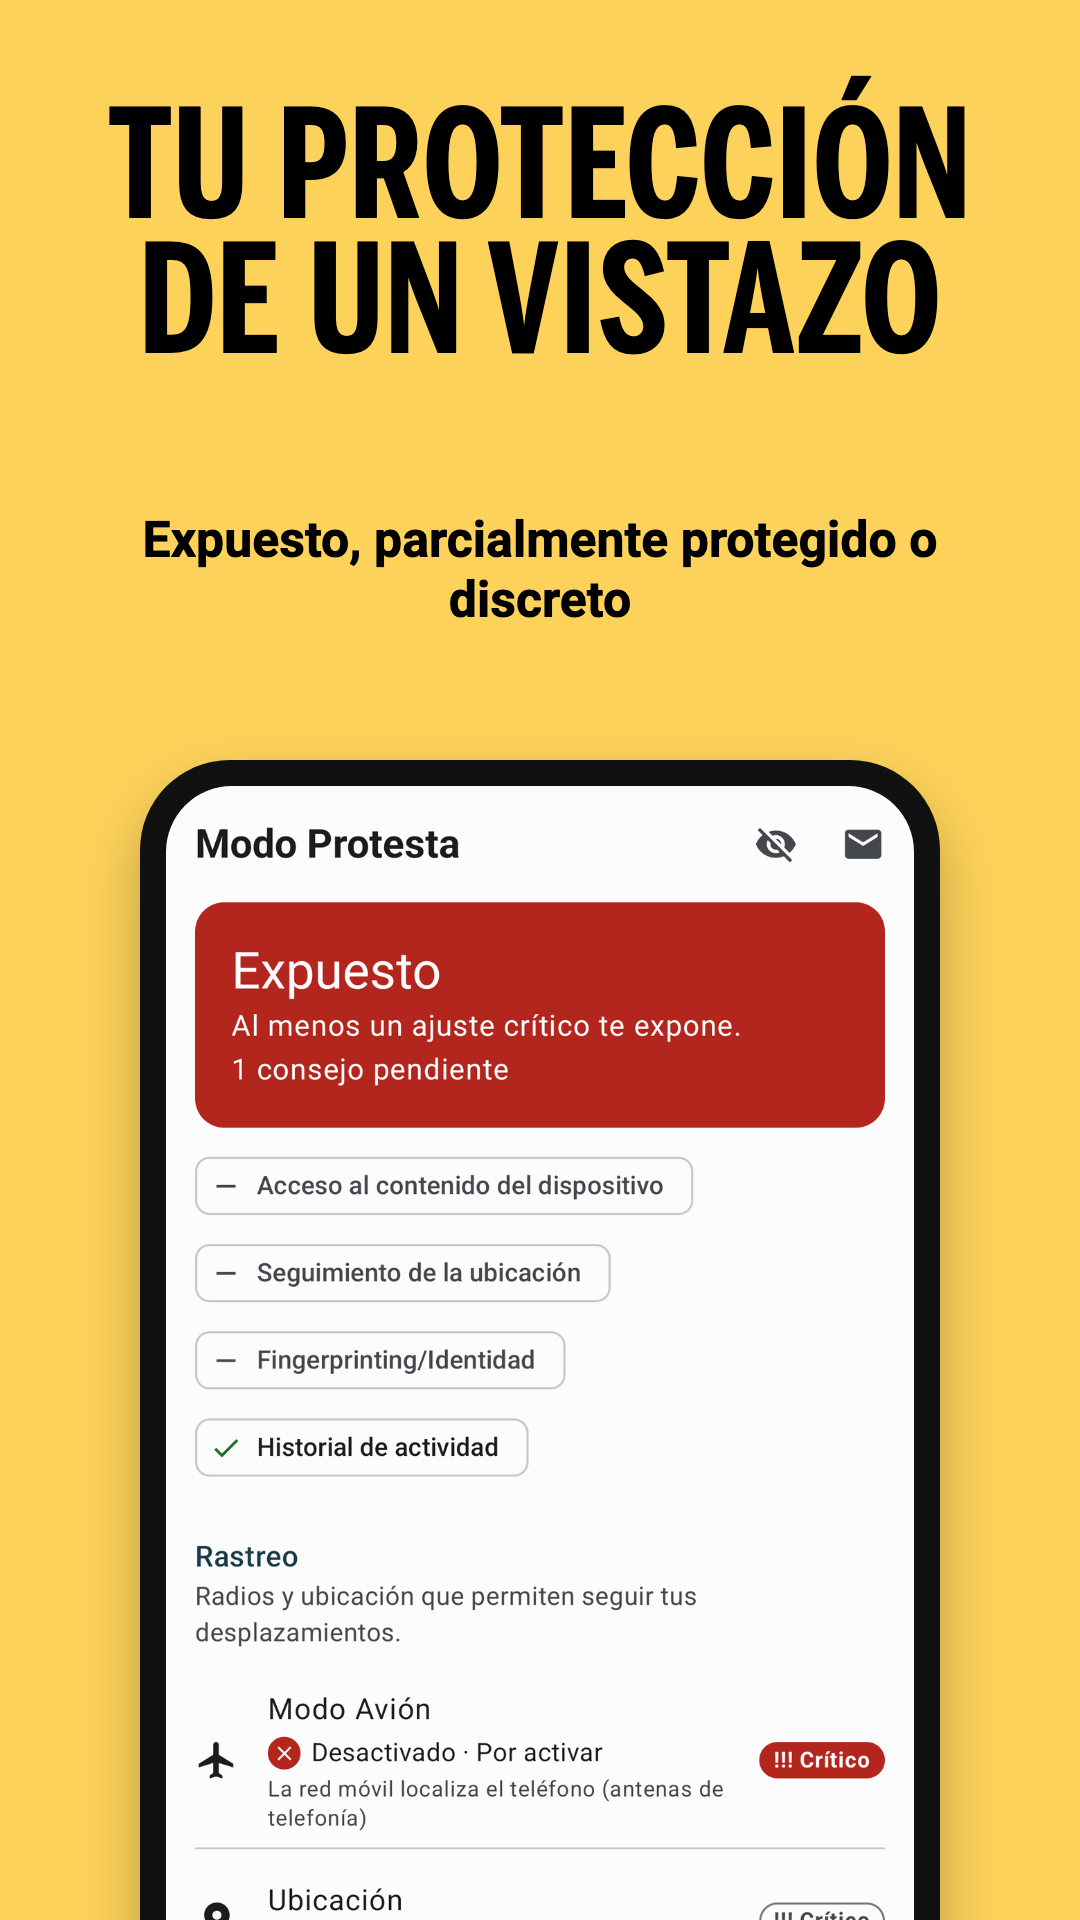 TU PROTECCIÓN
DE UN VISTAZO
Expuesto, parcialmente protegido o
discreto
Modo Protesta
Expuesto
Al menos un ajuste crítico te expone.
1 consejo pendiente
Acceso al contenido del dispositivo
Seguimiento de la ubicación
Fingerprinting/Identidad
Historial de actividad
Rastreo
Radios y ubicación que permiten seguir tus
desplazamientos.
Modo Avión
Desactivado · Por activar
!!! Crítico
La red móvil localiza el teléfono (antenas de
telefonía)
Ubicación
!!! Crítico